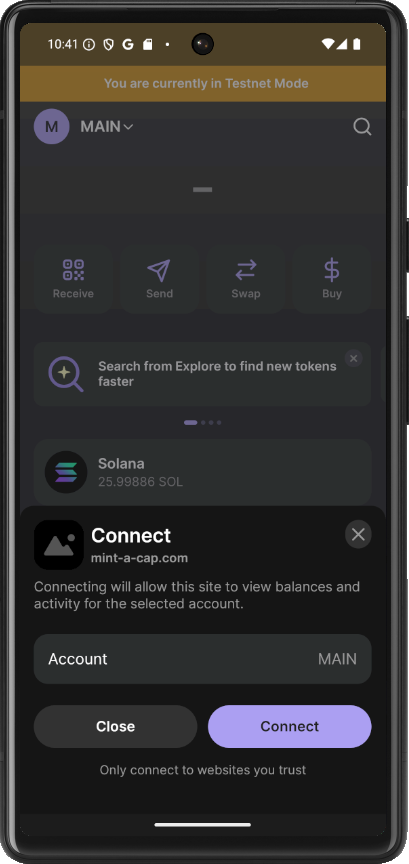 10:41
You are currently in Testnet Mode
M MAIN
Receive Send Swap Buy
Search from Explore to find new tokens
faster
Solana
25.99886 SOL
Connect
mint-a-cap.com
Connecting will allow this site to view balances and
activity for the selected account.
Account MAIN
Close Connect
Only connect to websites you trust